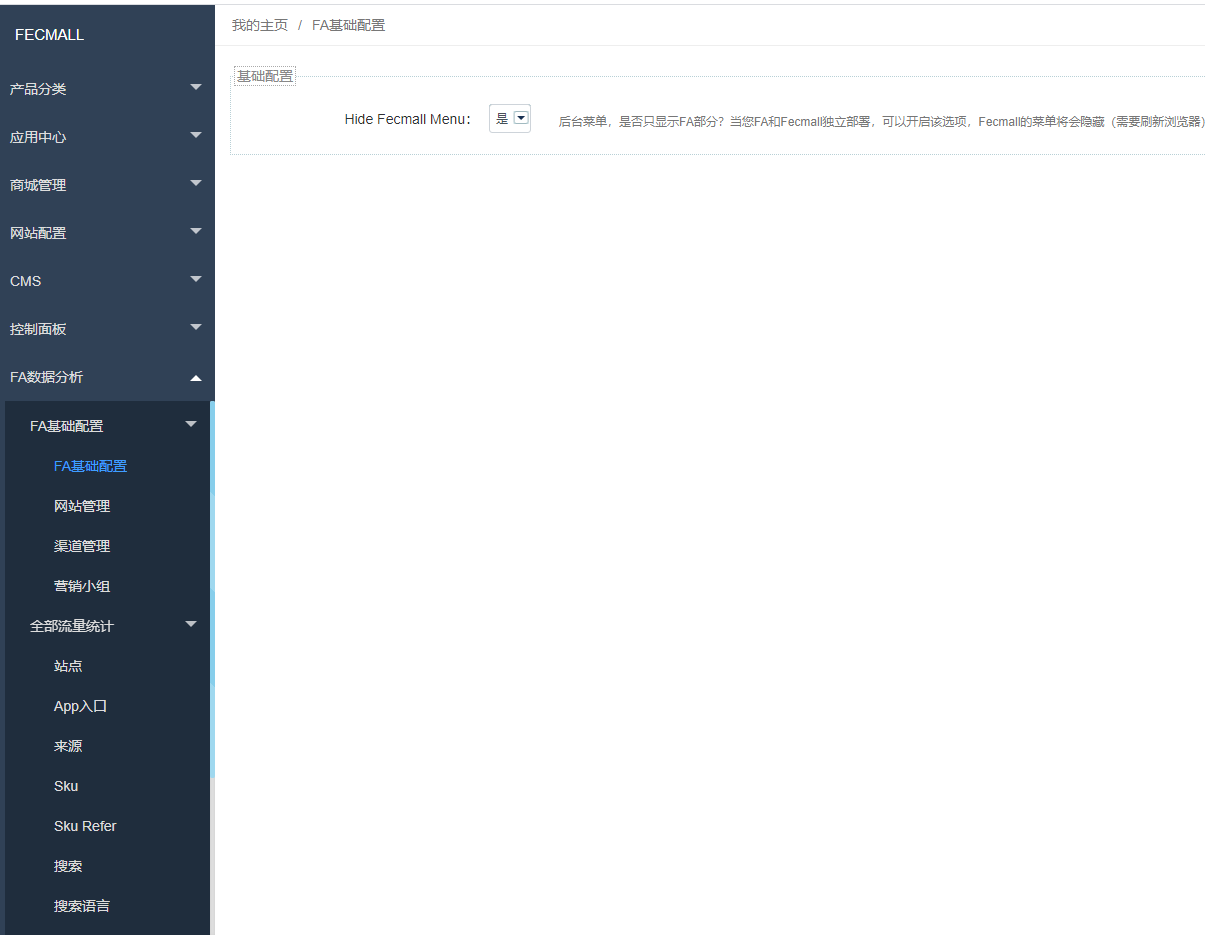 FECMALL
产品分类
应用中心
商城管理
网站配置
CMS
控制面板
FA数据分析
FA基础配置
FA基础配置
网站管理
渠道管理
营销小组
全部流量统计
站点
App入口
来源
Sku
Sku Refer
搜索
搜索语言
我的主页 / FA基础配置
基础配置
Hide Fecmall Menu： 是 后台菜单，是否只显示FA部分？当您FA和Fecmall独立部署，可以开启该选项，Fecmall的菜单将会隐藏（需要刷新浏览器）